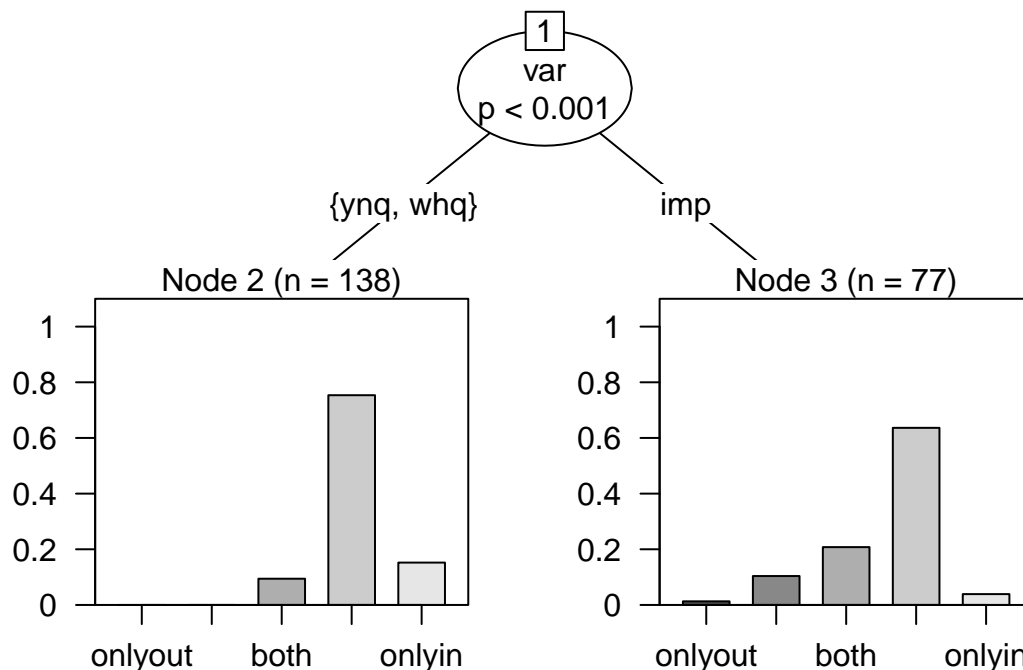 1
var
p < 0.001
{ynq, whq}
imp
Node 2 (n = 138)
1
0.8
0.6
0.4
0.2
0
onlyout both onlyin
Node 3 (n = 77)
1
0.8
0.6
0.4
0.2
0
onlyout both onlyin